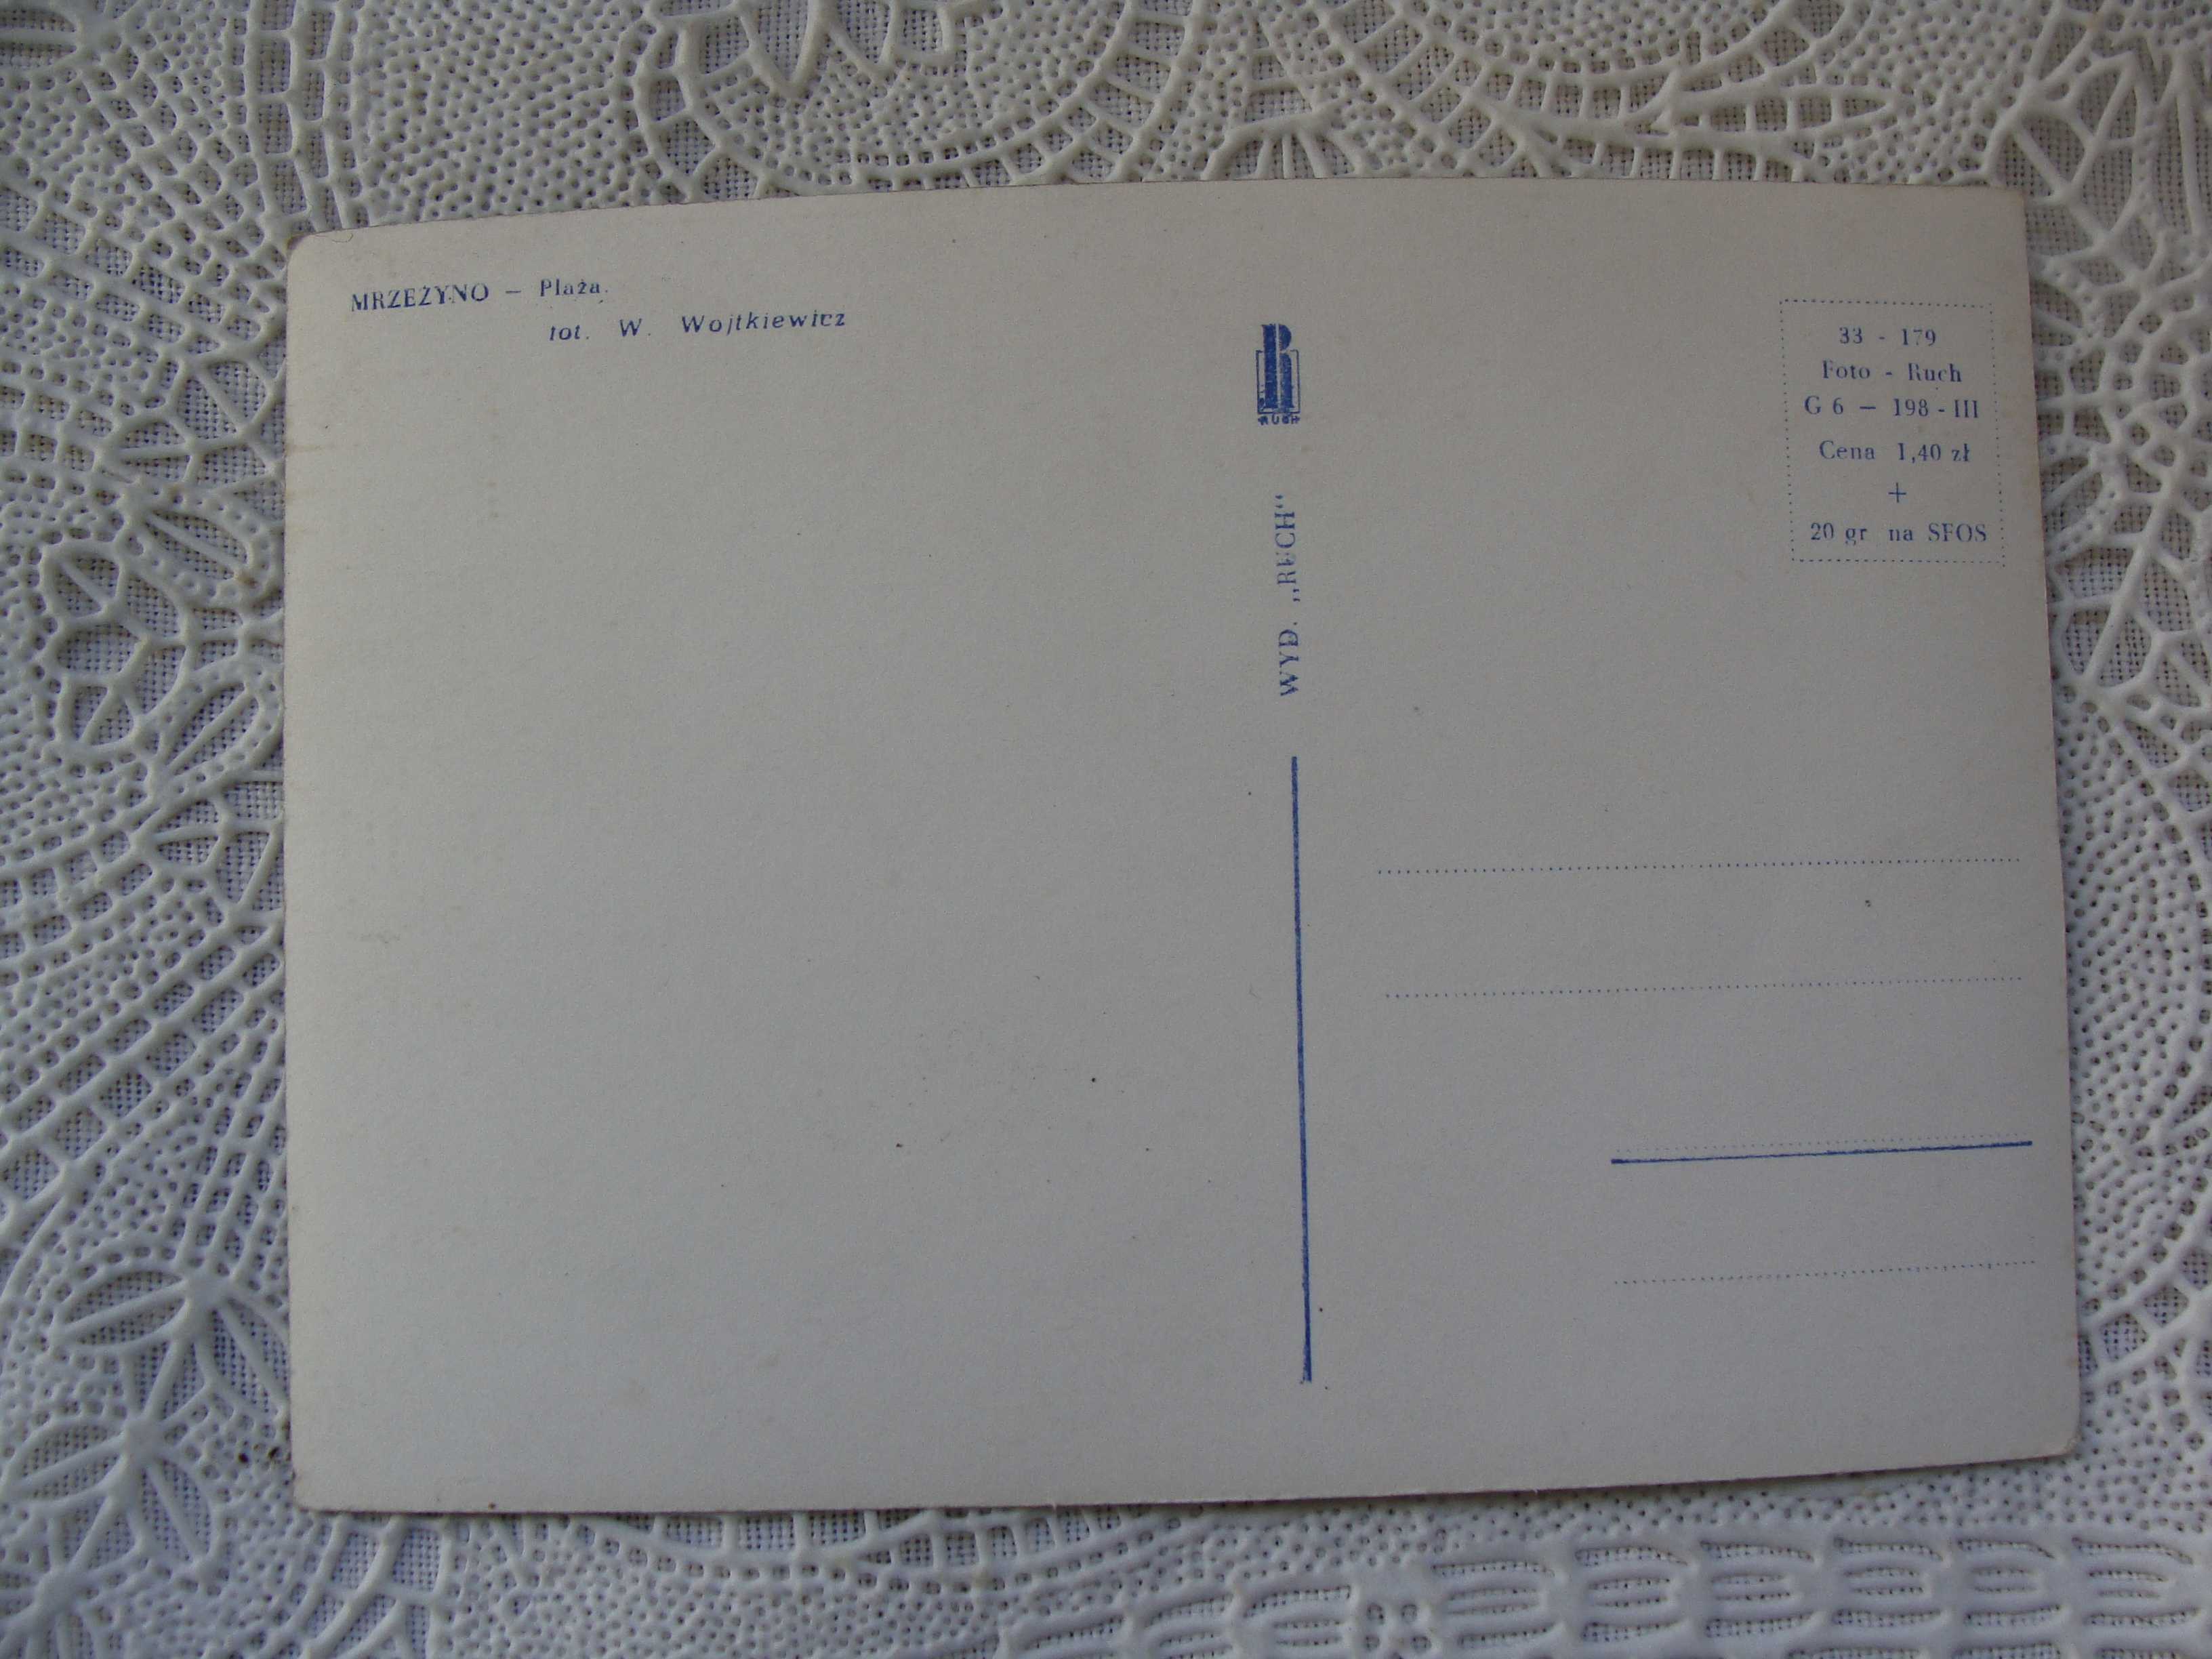 MRZEŻYNO — Plaża.
fot. W. Wojtkiewicz
RUCH
WYD. „RUCH"
33 - 179
Foto - Ruch
G 6 — 198 - III
Cena 1,40 zł
+
20 gr na SFOS